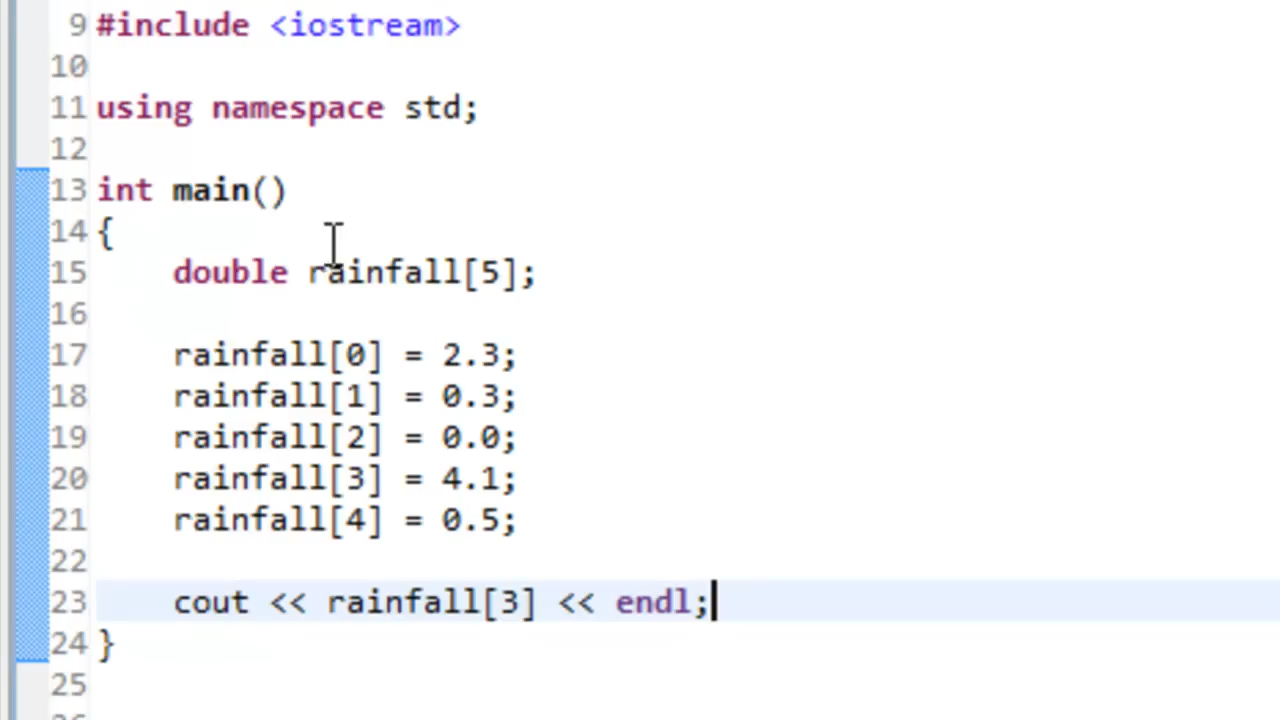 9 #include <iostream>
10
11 using namespace std;
12
13 int main()
14 {
15     double rainfall[5];
16
17     rainfall[0] = 2.3;
18     rainfall[1] = 0.3;
19     rainfall[2] = 0.0;
20     rainfall[3] = 4.1;
21     rainfall[4] = 0.5;
22
23     cout << rainfall[3] << endl;
24 }
25